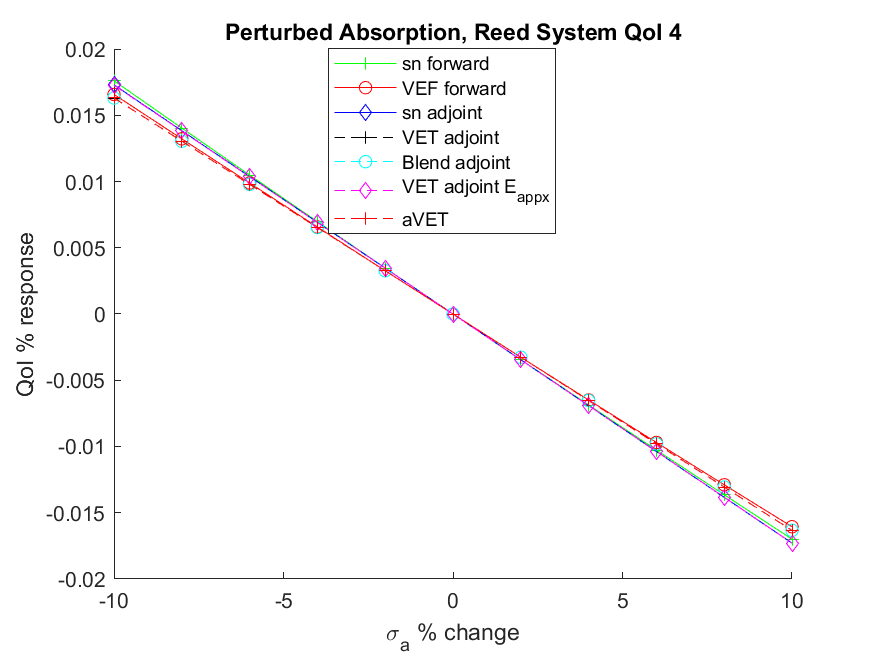 Perturbed Absorption, Reed System QoI 4
sn forward
VEF forward
sn adjoint
VET adjoint
Blend adjoint
VET adjoint E_appx
aVET
0.02
0.015
0.01
0.005
0
-0.005
-0.01
-0.015
-0.02
QoI % response
-10
-5
0
5
10
σ_a % change